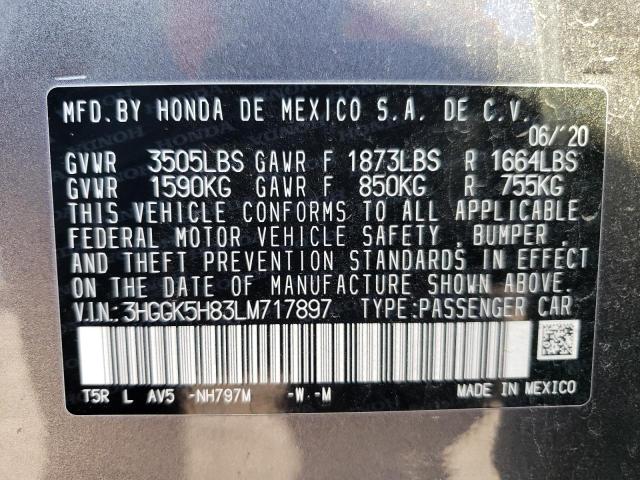 MFD. BY HONDA DE MEXICO S.A. DE C.V.
06/'20
GVWR 3505LBS GAWR F 1873LBS R 1664LBS
GVWR 1590KG GAWR F 850KG R 755KG
THIS VEHICLE CONFORMS TO ALL APPLICABLE
FEDERAL MOTOR VEHICLE SAFETY , BUMPER ,
AND THEFT PREVENTION STANDARDS IN EFFECT
ON THE DATE OF MANUFACTURE SHOWN ABOVE.
V.I.N.: 3HGGK5H83LM717897 TYPE: PASSENGER CAR
T5R L AV5 -NH797M -W -M MADE IN MEXICO